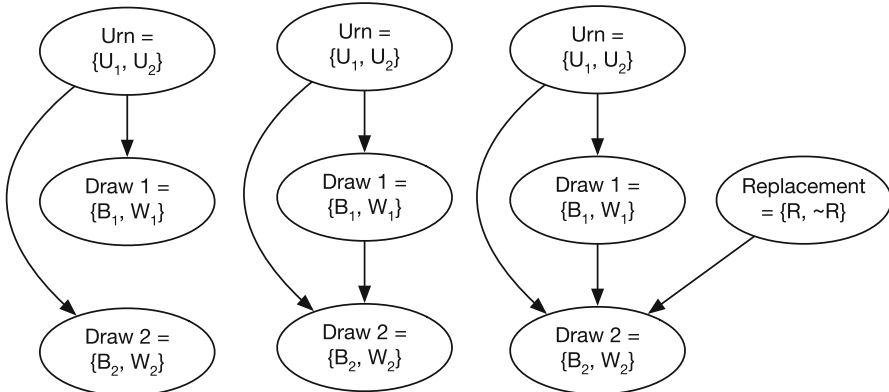 Urn =
{U₁, U₂}
Draw 1 =
{B₁, W₁}
Draw 2 =
{B₂, W₂}
Urn =
{U₁, U₂}
Draw 1 =
{B₁, W₁}
Draw 2 =
{B₂, W₂}
Urn =
{U₁, U₂}
Draw 1 =
{B₁, W₁}
Replacement
= {R, ~R}
Draw 2 =
{B₂, W₂}